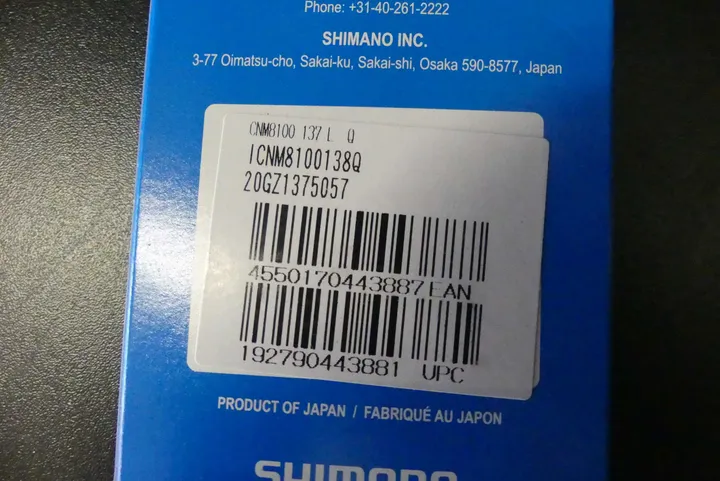 Phone: +31-40-261-2222
SHIMANO INC.
3-77 Oimatsu-cho, Sakai-ku, Sakai-shi, Osaka 590-8577, Japan
CNM8100 137 L Q
ICNM8100138Q
20GZ1375057
4550170443887 EAN
192790443881 UPC
PRODUCT OF JAPAN / FABRIQUÉ AU JAPON
SHIMANO